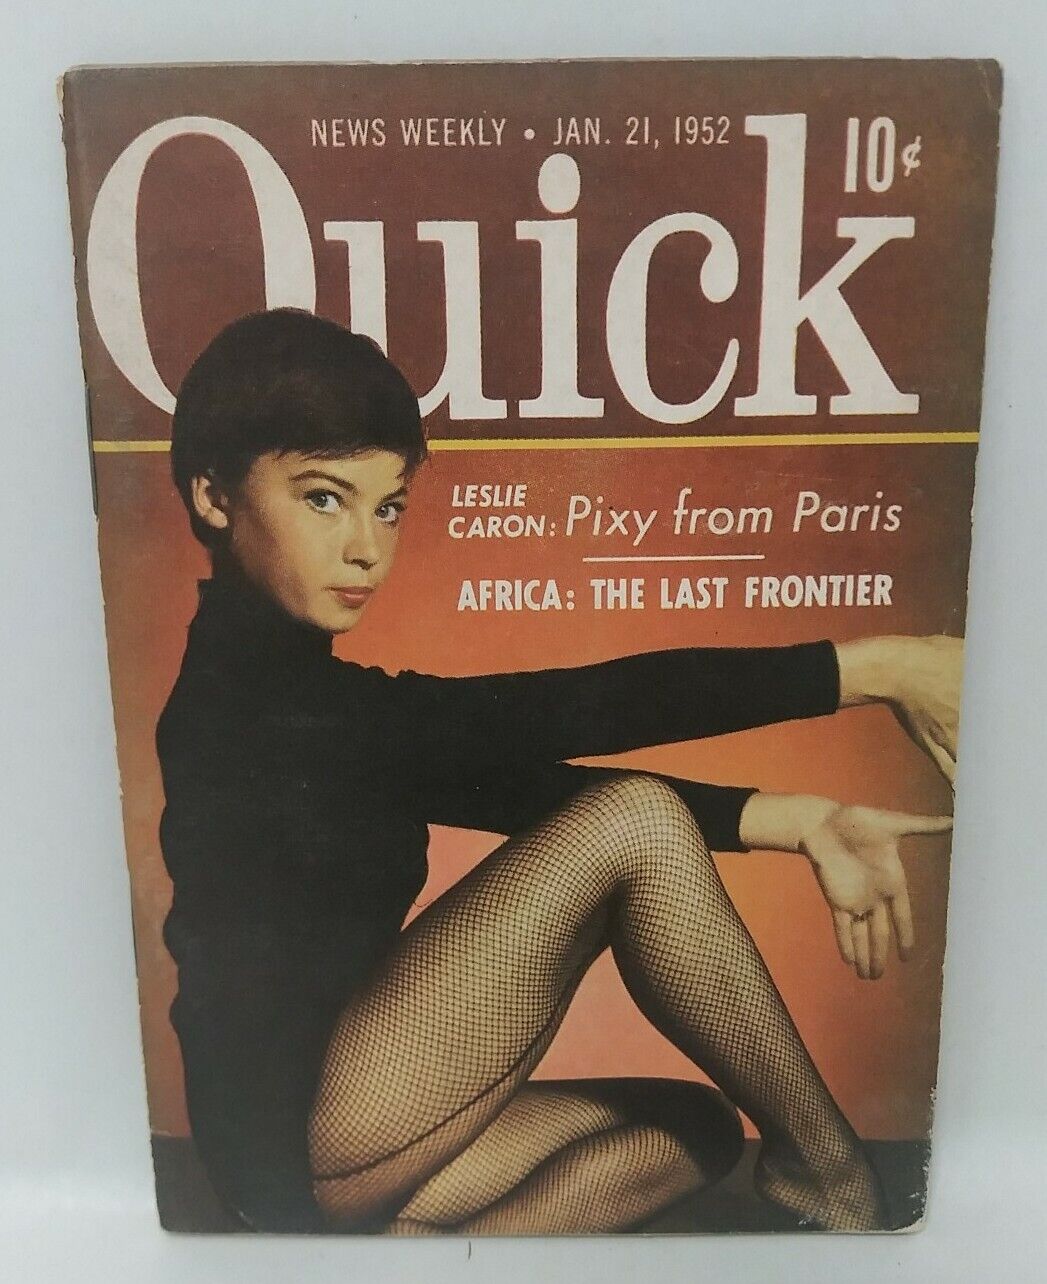 NEWS WEEKLY • JAN. 21, 1952
10¢
Quick
LESLIE
CARON: Pixy from Paris
AFRICA: THE LAST FRONTIER